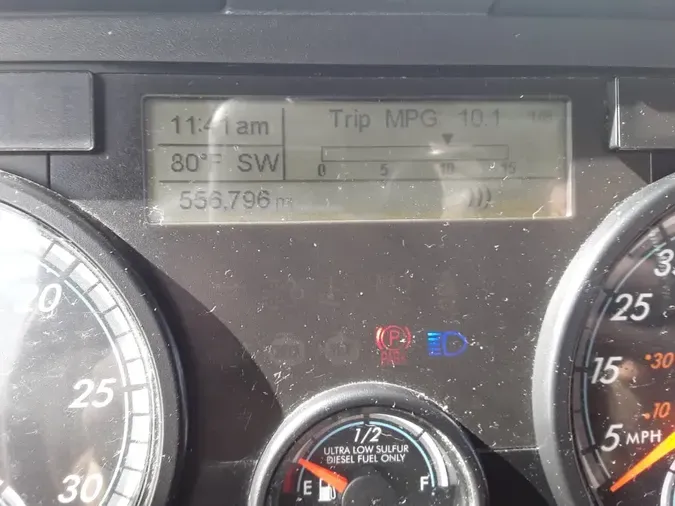 11:41 am
Trip MPG 10.1
80°F SW
0 5 10 15
556,796
20
25
30
P
35
25
15
5 MPH
30
10
1/2
ULTRA LOW SULFUR
DIESEL FUEL ONLY
E F